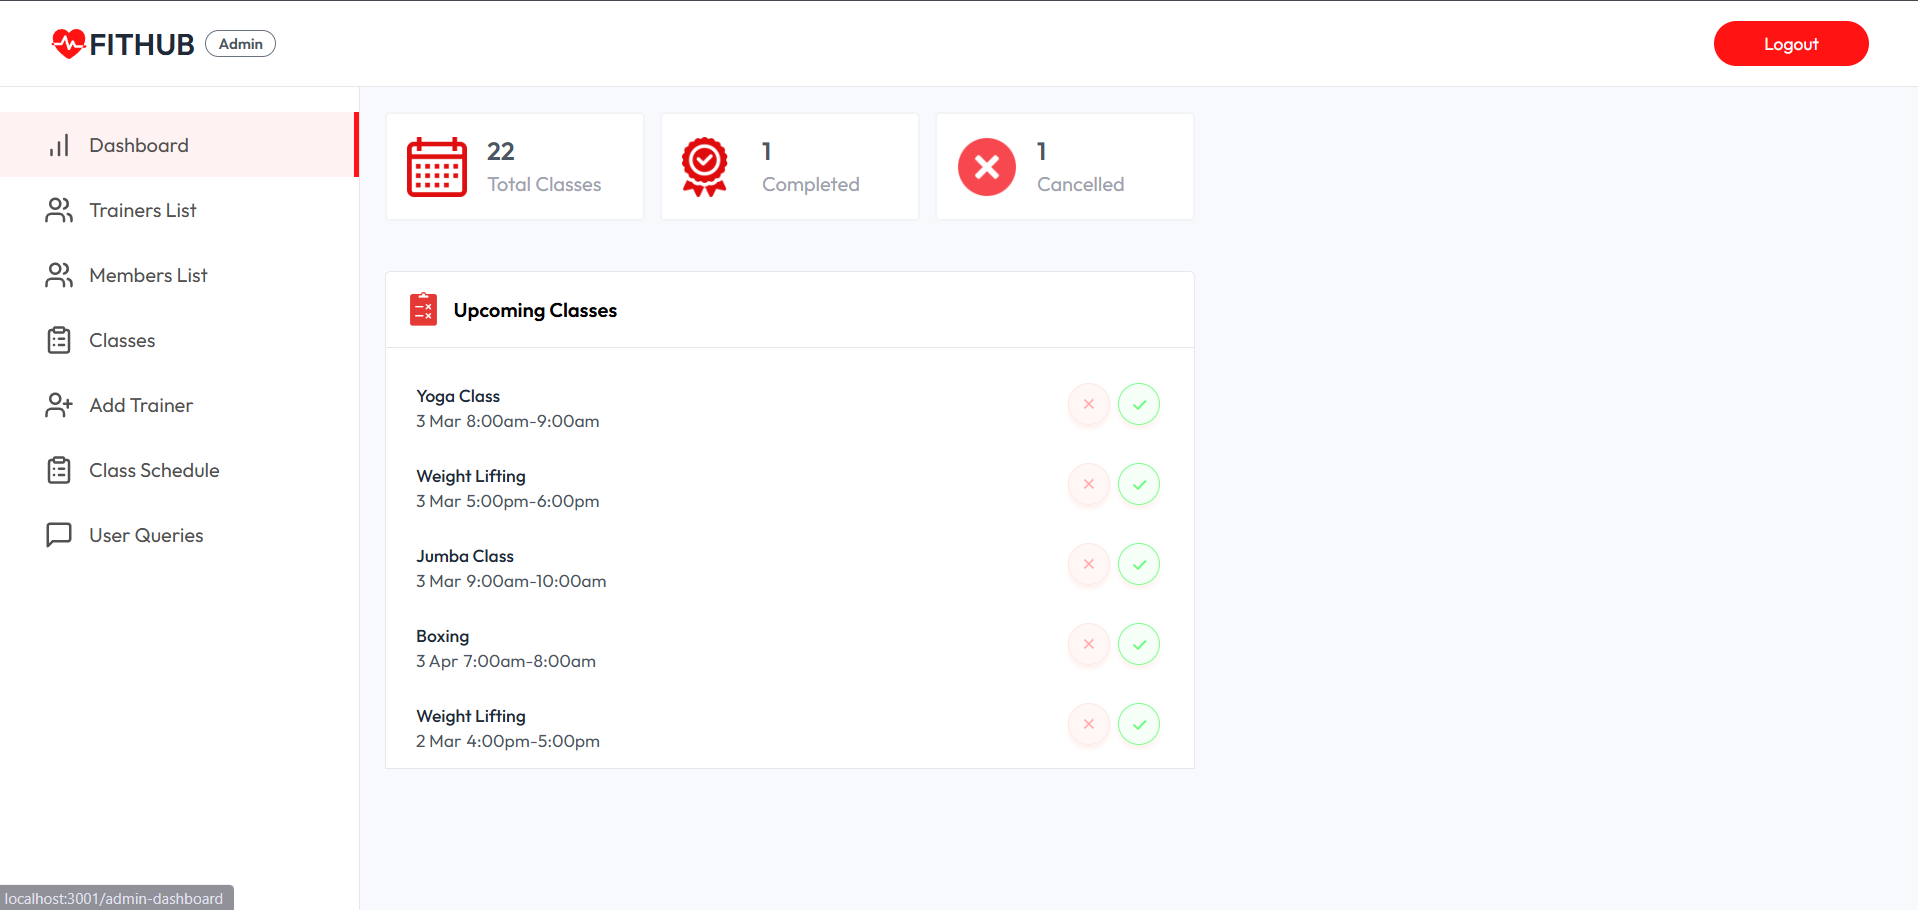 FITHUB Admin
Logout
Dashboard
Trainers List
Members List
Classes
Add Trainer
Class Schedule
User Queries
22
Total Classes
1
Completed
1
Cancelled
Upcoming Classes
Yoga Class
3 Mar 8:00am-9:00am
Weight Lifting
3 Mar 5:00pm-6:00pm
Jumba Class
3 Mar 9:00am-10:00am
Boxing
3 Apr 7:00am-8:00am
Weight Lifting
2 Mar 4:00pm-5:00pm
localhost:3001/admin-dashboard